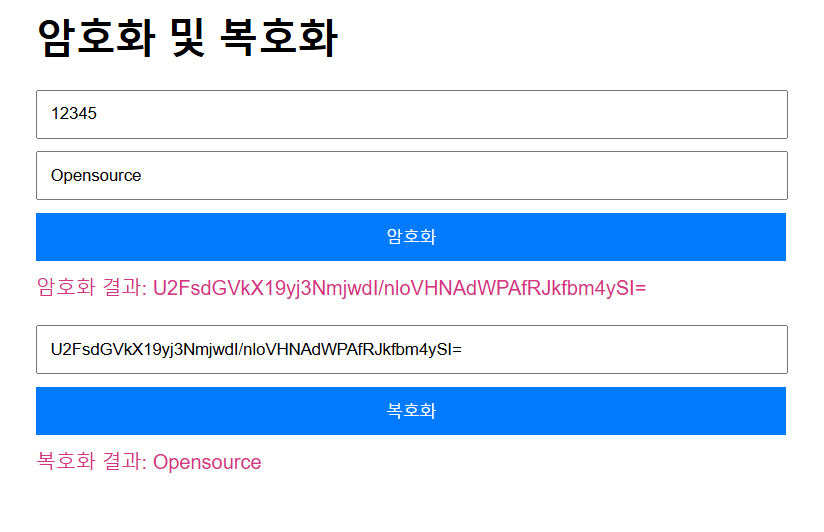 암호화 및 복호화
12345
Opensource
암호화
암호화 결과: U2FsdGVkX19yj3NmjwdI/nloVHNAdWPAfRJkfbm4ySI=
U2FsdGVkX19yj3NmjwdI/nloVHNAdWPAfRJkfbm4ySI=
복호화
복호화 결과: Opensource